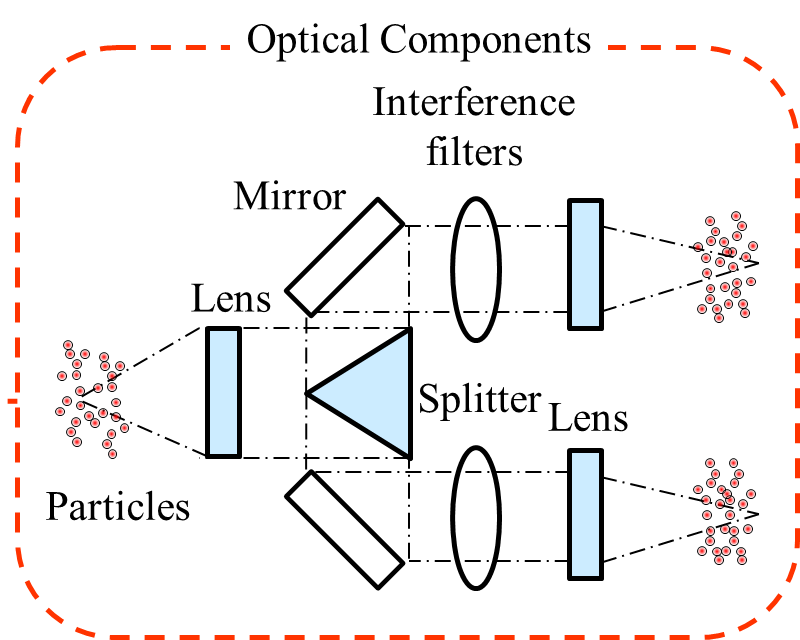 Optical Components
Interference
filters
Mirror
Lens
Splitter
Lens
Particles